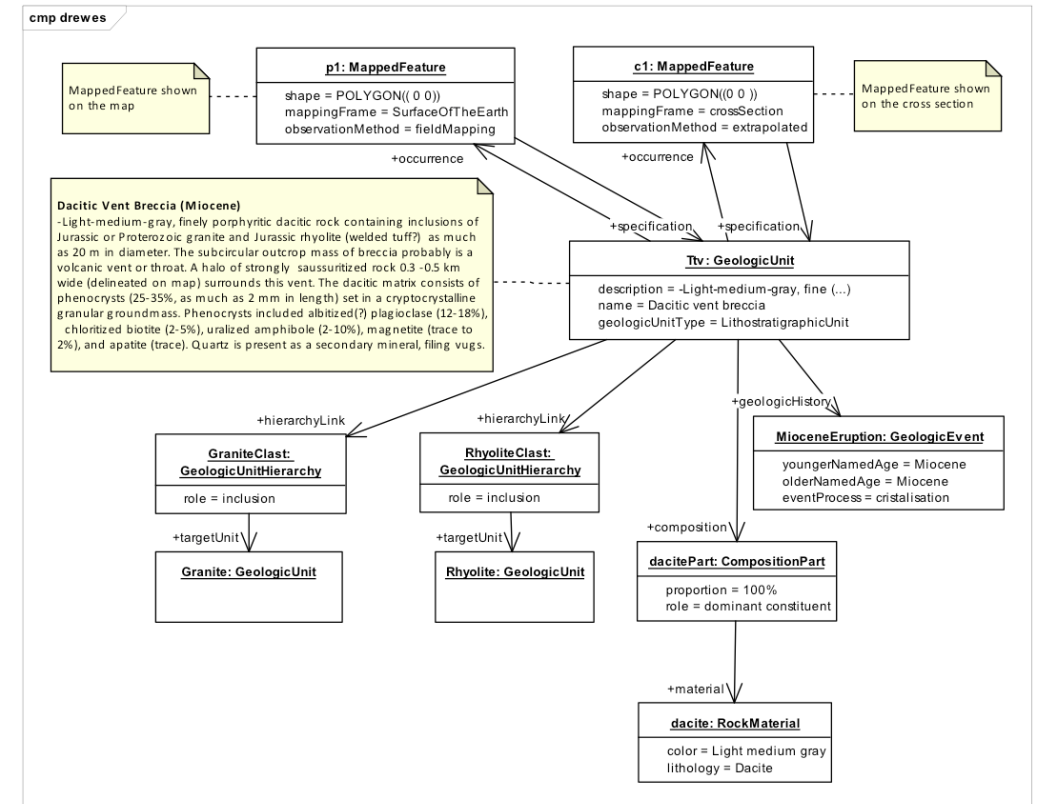 cmp drewes
MappedFeature shown
on the map
p1: MappedFeature
shape = POLYGON(( 0 0))
mappingFrame = SurfaceOfTheEarth
observationMethod = fieldMapping
c1: MappedFeature
shape = POLYGON((0 0 ))
mappingFrame = crossSection
observationMethod = extrapolated
MappedFeature shown
on the cross section
+occurrence
+occurrence
+specification
+specification
Dacitic Vent Breccia (Miocene)
-Light-medium-gray, finely porphyritic dacitic rock containing inclusions of
Jurassic or Proterozoic granite and Jurassic rhyolite (welded tuff?) as much
as 20 m in diameter. The subcircular outcrop mass of breccia probably is a
volcanic vent or throat. A halo of strongly saussuritized rock 0.3 -0.5 km
wide (delineated on map) surrounds this vent. The dacitic matrix consists of
phenocrysts (25-35%, as much as 2 mm in length) set in a cryptocrystalline
granular groundmass. Phenocrysts included albitized(?) plagioclase (12-18%),
chloritized biotite (2-5%), uralized amphibole (2-10%), magnetite (trace to
2%), and apatite (trace). Quartz is present as a secondary mineral, filing vugs.
Ttv: GeologicUnit
description = -Light-medium-gray, fine (...)
name = Dacitic vent breccia
geologicUnitType = LithostratigraphicUnit
+hierarchyLink
+hierarchyLink
+geologicHistory
GraniteClast:
GeologicUnitHierarchy
role = inclusion
RhyoliteClast:
GeologicUnitHierarchy
role = inclusion
MioceneEruption: GeologicEvent
youngerNamedAge = Miocene
olderNamedAge = Miocene
eventProcess = cristalisation
+targetUnit
+targetUnit
+composition
Granite: GeologicUnit
Rhyolite: GeologicUnit
dacitePart: CompositionPart
proportion = 100%
role = dominant constituent
+material
dacite: RockMaterial
color = Light medium gray
lithology = Dacite